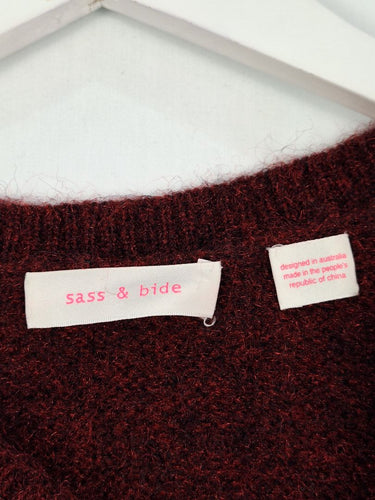 sass & bide
designed in australia
made in the people's
republic of china